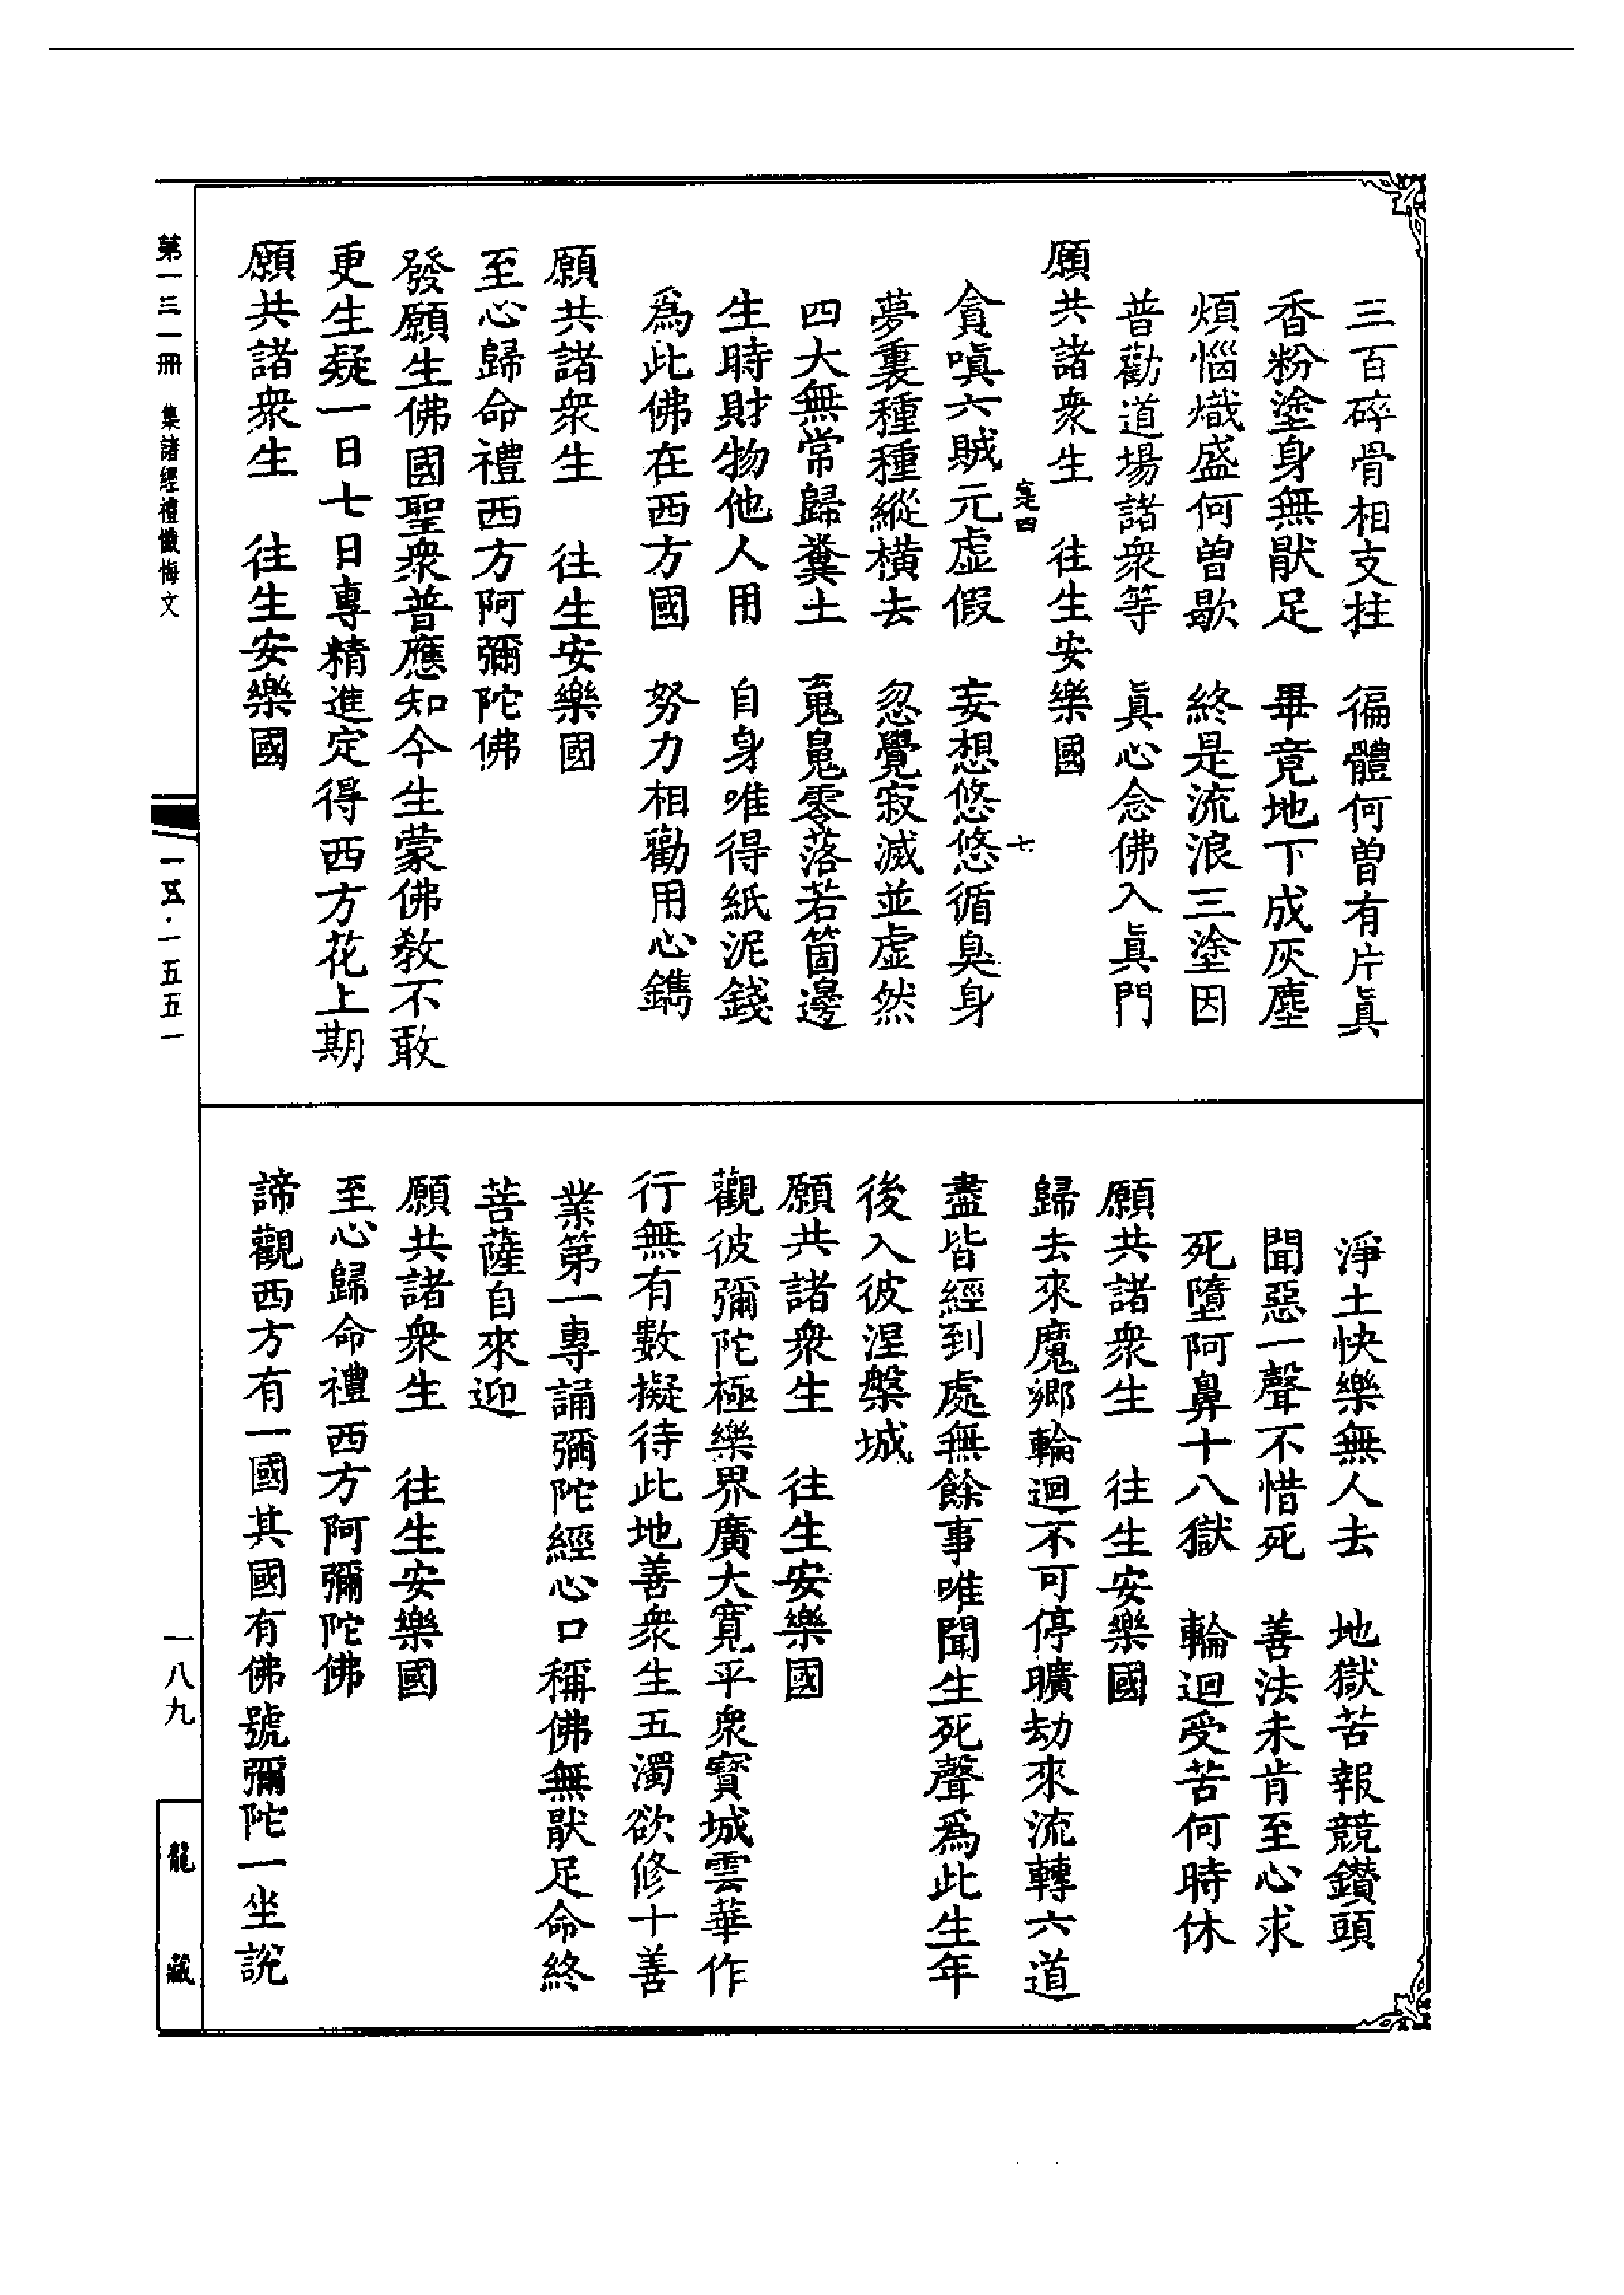 三百碎骨相支拄　徧體何曾有片眞
香粉塗身無猒足　畢竟地下成灰塵
煩惱熾盛何曾歇　終是流浪三塗因
普勸道場諸衆等　眞心念佛入眞門
願共諸衆生　往生安樂國
寔四　七
貪嗔六賊元虛假　妄想悠悠循臭身
夢裏種種縱橫去　忽覺寂滅並虛然
四大無常歸糞土　䰟䰟零落若箇邊
生時財物他人用　自身唯得紙泥錢
爲此佛在西方國　努力相勸用心鐫
願共諸衆生　往生安樂國
至心歸命禮西方阿彌陀佛
發願生佛國聖衆普應知今生蒙佛敎不敢
更生疑一日七日專精進定得西方花上期
願共諸衆生　往生安樂國
淨土快樂無人去　地獄苦報競鑽頭
聞惡一聲不惜死　善法未肯至心求
死墮阿鼻十八獄　輪迴受苦何時休
願共諸衆生　往生安樂國
歸去來魔鄉輪迴不可停曠劫來流轉六道
盡皆經到處無餘事唯聞生死聲爲此生年
後入彼涅槃城
願共諸衆生　往生安樂國
觀彼彌陀極樂界廣大寬平衆寶城雲華作
行無有數擬待此地善衆生五濁欲修十善
業第一專誦彌陀經心口稱佛無猒足命終
菩薩自來迎
願共諸衆生　往生安樂國
至心歸命禮西方阿彌陀佛
諦觀西方有一國其國有佛號彌陀一坐說
第一三一冊　集諸經禮懺悔文
一五五·一五五一
一八九
龍藏